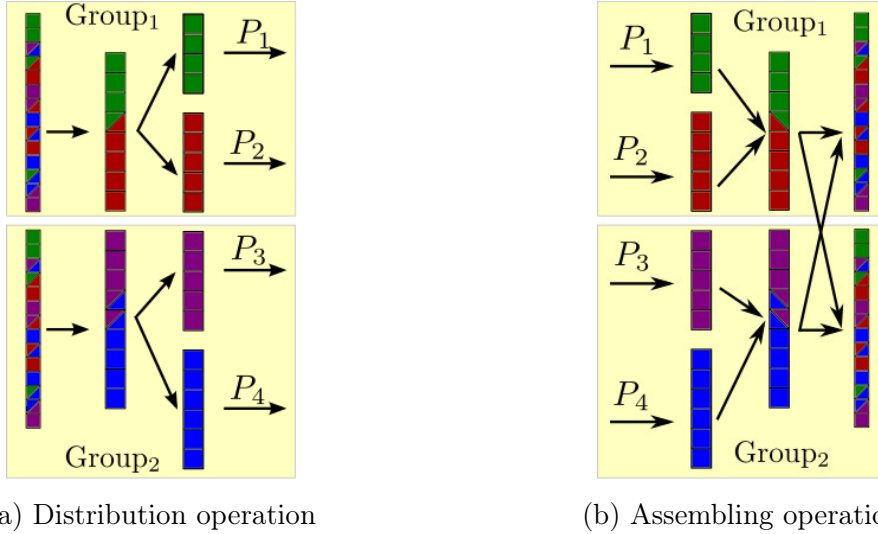 Group1
P1
P2
P3
P4
Group2
a) Distribution operation
P1
Group1
P2
P3
P4
Group2
(b) Assembling operatio